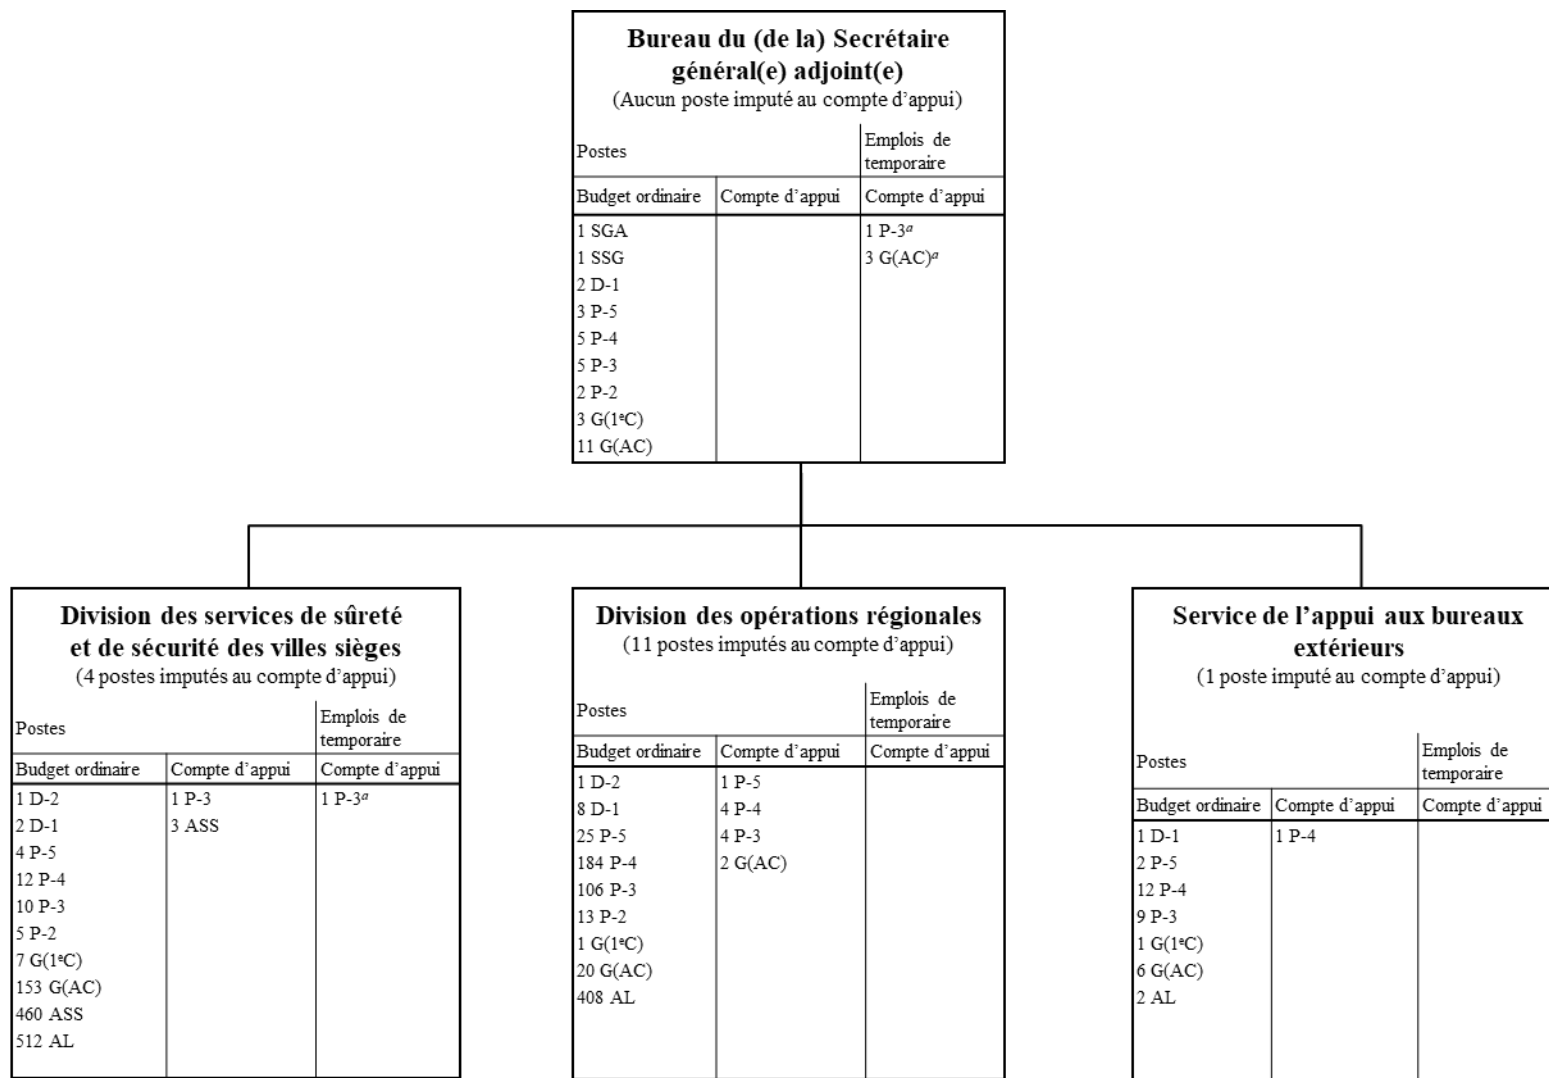 Bureau du (de la) Secrétaire
général(e) adjoint(e)
(Aucun poste imputé au compte d’appui)
Postes
Emplois de
temporaire
Budget ordinaire
Compte d’appui
Compte d’appui
1 SGA
1 SSG
2 D-1
3 P-5
5 P-4
5 P-3
2 P-2
3 G(1eC)
11 G(AC)
1 P-3a
3 G(AC)a
Division des services de sûreté
et de sécurité des villes sièges
(4 postes imputés au compte d’appui)
Postes
Emplois de
temporaire
Budget ordinaire
Compte d’appui
Compte d’appui
1 D-2
2 D-1
4 P-5
12 P-4
10 P-3
5 P-2
7 G(1eC)
153 G(AC)
460 ASS
512 AL
1 P-3
3 ASS
1 P-3a
Division des opérations régionales
(11 postes imputés au compte d’appui)
Postes
Emplois de
temporaire
Budget ordinaire
Compte d’appui
Compte d’appui
1 D-2
8 D-1
25 P-5
184 P-4
106 P-3
13 P-2
1 G(1eC)
20 G(AC)
408 AL
1 P-5
4 P-4
4 P-3
2 G(AC)
Service de l’appui aux bureaux
extérieurs
(1 poste imputé au compte d’appui)
Postes
Emplois de
temporaire
Budget ordinaire
Compte d’appui
Compte d’appui
1 D-1
2 P-5
12 P-4
9 P-3
1 G(1eC)
6 G(AC)
2 AL
1 P-4